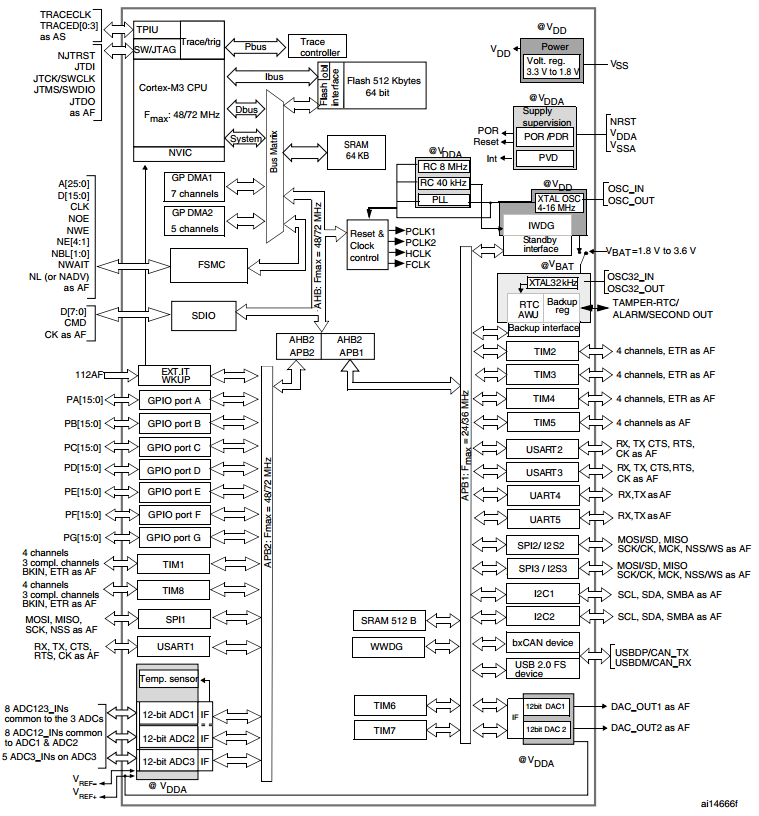 TRACECLK
TRACED[0:3]
as AS
NJTRST
JTDI
JTCK/SWCLK
JTMS/SWDIO
JTDO
as AF
TPIU
SW/JTAG
Trace/trig
Cortex-M3 CPU
Fmax: 48/72 MHz
NVIC
Pbus
Trace
controller
Ibus
Flash obl
interface
Flash 512 Kbytes
64 bit
Dbus
System
Bus Matrix
SRAM
64 KB
GP DMA1
7 channels
GP DMA2
5 channels
@VDD
Power
VDD
Volt. reg.
3.3 V to 1.8 V
VSS
@VDDA
Supply
supervision
POR
Reset
Int
POR / PDR
PVD
NRST
VDDA
VSSA
@VDDA
RC 8 MHz
RC 40 kHz
PLL
@VDD
XTAL OSC
4-16 MHz
IWDG
Standby
interface
OSC_IN
OSC_OUT
VBAT=1.8 V to 3.6 V
Reset &
Clock
control
PCLK1
PCLK2
HCLK
FCLK
@VBAT
XTAL32kHz
RTC
AWU
Backup
reg
Backup interface
OSC32_IN
OSC32_OUT
TAMPER-RTC/
ALARM/SECOND OUT
A[25:0]
D[15:0]
CLK
NOE
NWE
NE[4:1]
NBL[1:0]
NWAIT
NL (or NADV)
as AF
FSMC
D[7:0]
CMD
CK as AF
SDIO
AHB: Fmax = 48/72 MHz
AHB2
APB2
AHB2
APB1
112AF
EXT.IT
WKUP
PA[15:0]
GPIO port A
PB[15:0]
GPIO port B
PC[15:0]
GPIO port C
PD[15:0]
GPIO port D
PE[15:0]
GPIO port E
PF[15:0]
GPIO port F
PG[15:0]
GPIO port G
4 channels
3 compl. channels
BKIN, ETR as AF
TIM1
4 channels
3 compl. channels
BKIN, ETR as AF
TIM8
MOSI, MISO,
SCK, NSS as AF
SPI1
RX, TX, CTS,
RTS, CK as AF
USART1
APB2: Fmax = 48/72 MHz
Temp. sensor
8 ADC123_INs
common to the 3 ADCs
12-bit ADC1
IF
8 ADC12_INs common
to ADC1 & ADC2
12-bit ADC2
IF
5 ADC3_INs on ADC3
12-bit ADC3
IF
VREF–
VREF+
@ VDDA
APB1: Fmax = 24/36 MHz
TIM2
4 channels, ETR as AF
TIM3
4 channels, ETR as AF
TIM4
4 channels, ETR as AF
TIM5
4 channels as AF
USART2
RX, TX, CTS, RTS,
CK as AF
USART3
RX, TX, CTS, RTS,
CK as AF
UART4
RX,TX as AF
UART5
RX,TX as AF
SPI2/ I2S2
MOSI/SD, MISO
SCK/CK, MCK, NSS/WS as AF
SPI3 / I2S3
MOSI/SD, MISO
SCK/CK, MCK, NSS/WS as AF
I2C1
SCL, SDA, SMBA as AF
I2C2
SCL, SDA, SMBA as AF
SRAM 512 B
WWDG
bxCAN device
USB 2.0 FS
device
USBDP/CAN_TX
USBDM/CAN_RX
TIM6
TIM7
IF
12bit DAC1
12bit DAC 2
DAC_OUT1 as AF
DAC_OUT2 as AF
@ VDDA
ai14666f